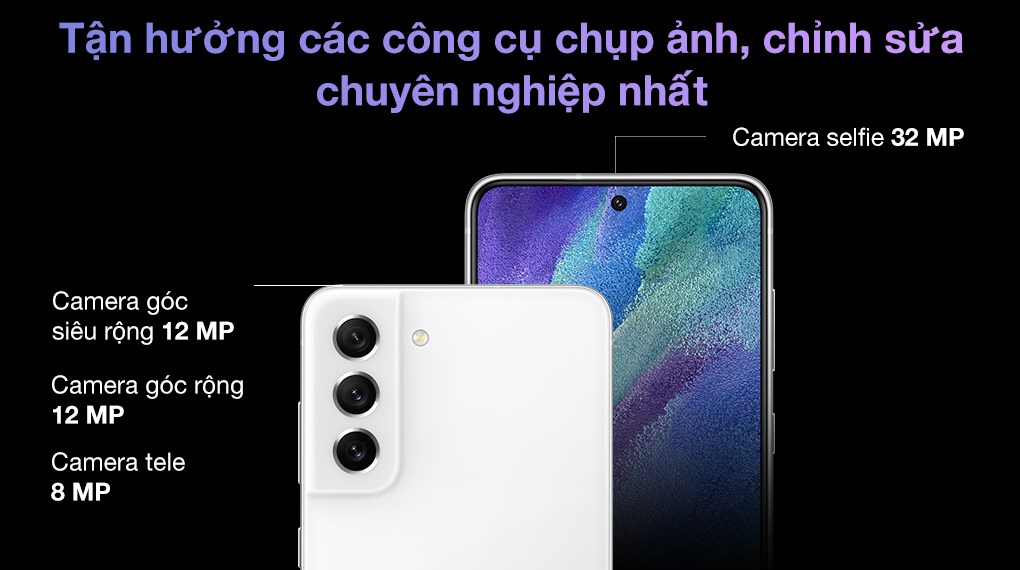 Tận hưởng các công cụ chụp ảnh, chỉnh sửa
chuyên nghiệp nhất
Camera selfie 32 MP
Camera góc
siêu rộng 12 MP
Camera góc rộng
12 MP
Camera tele
8 MP